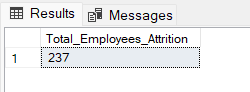 Results Messages
Total_Employees_Attrition
1 237